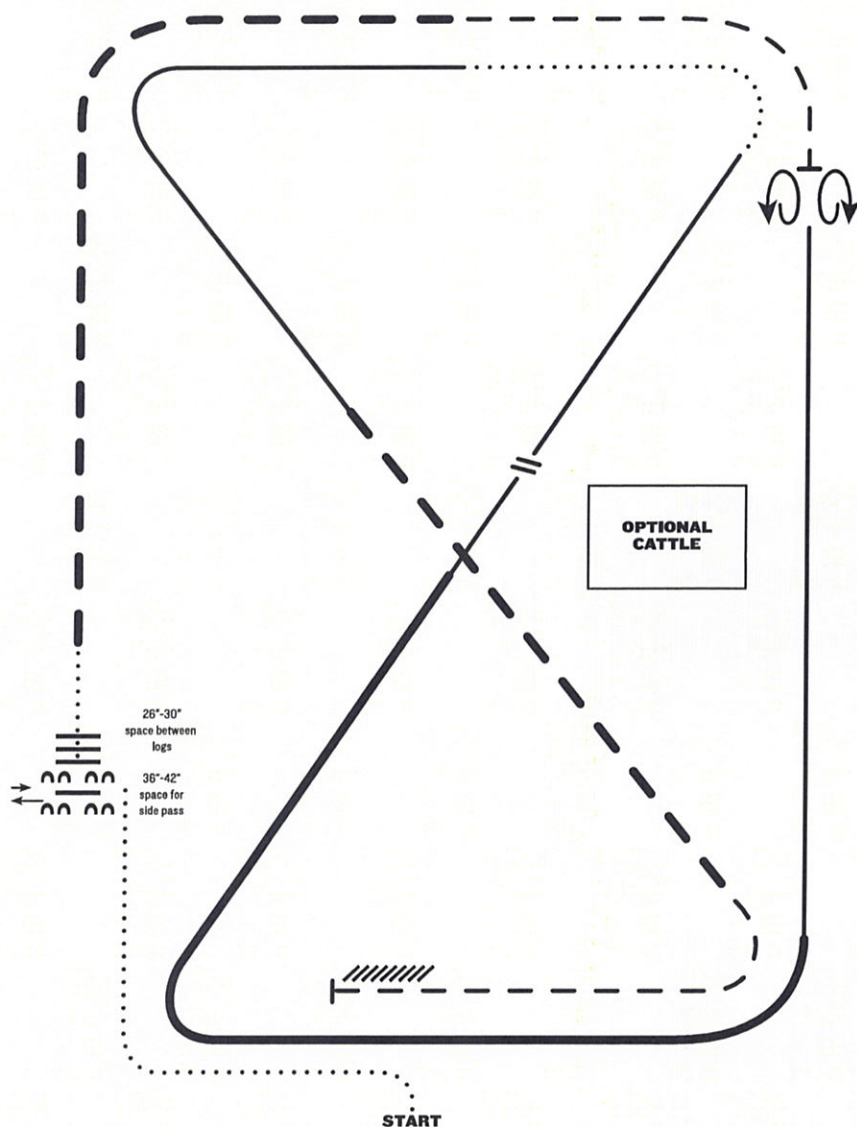 OPTIONAL
CATTLE
26"-30"
space between
logs
36"-42"
space for
side pass
START